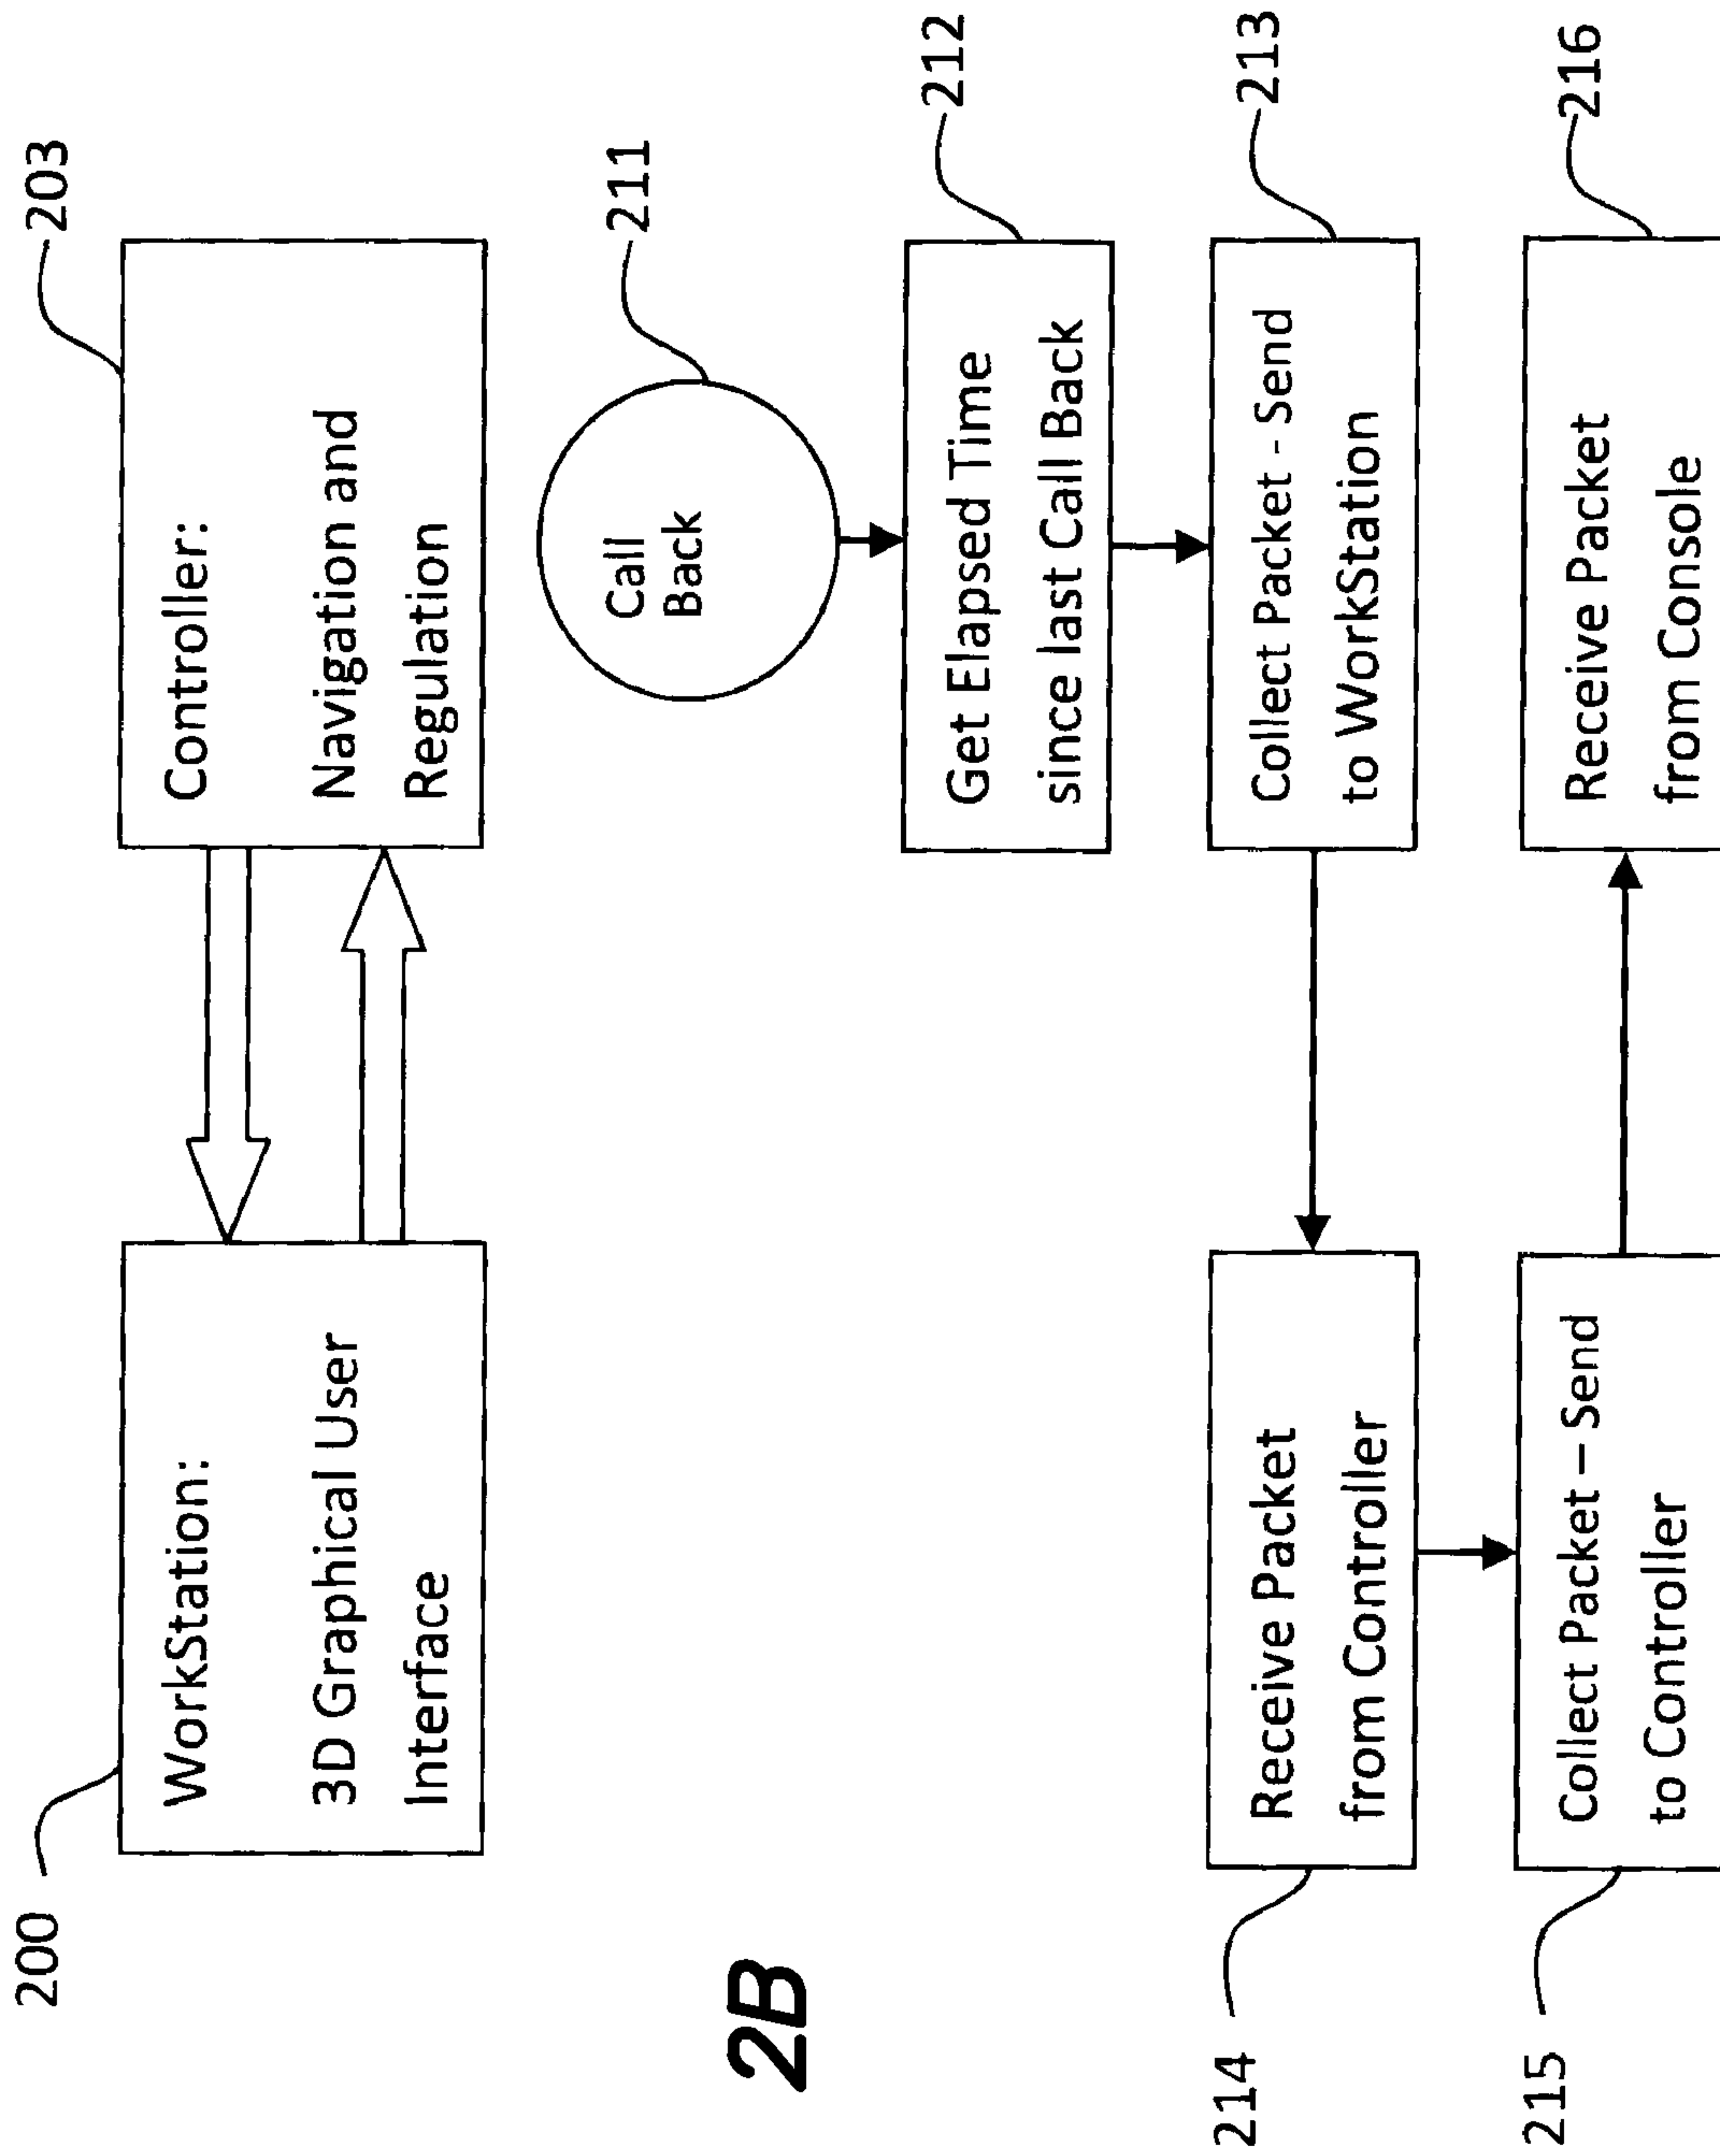 200
WorkStation:
3D Graphical User
Interface
203
Controller:
Navigation and
Regulation
211
Call
Back
2B
212
Get Elapsed Time
since last Call Back
213
Collect Packet - Send
to WorkStation
214
Receive Packet
from Controller
215
Collect Packet – Send
to Controller
216
Receive Packet
from Console